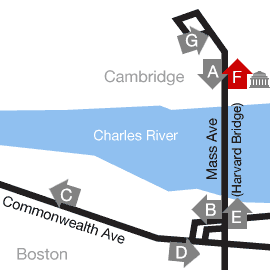 G
A
F
Cambridge
Charles River
Mass Ave
(Harvard Bridge)
C
B
E
Commonwealth Ave
D
Boston